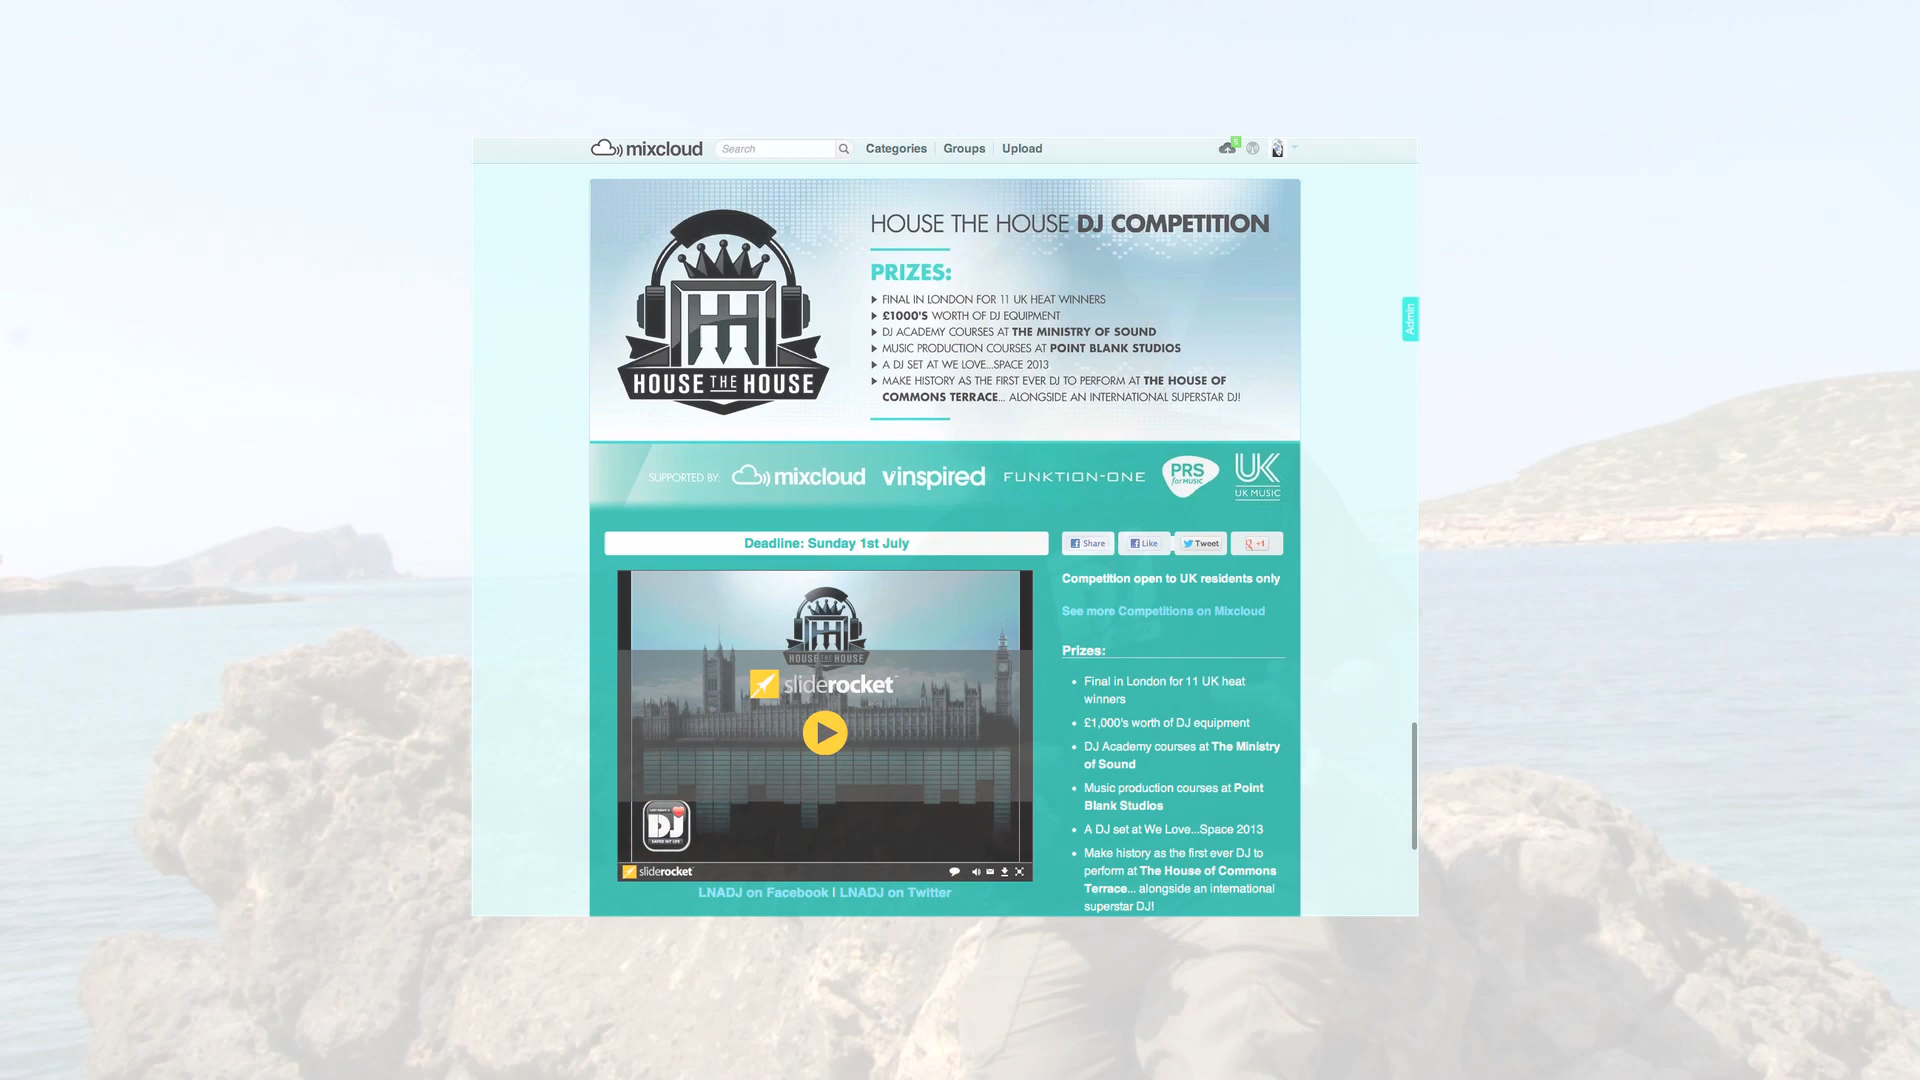 mixcloud Search Categories Groups Upload 5
HOUSE THE HOUSE DJ COMPETITION
PRIZES:
FINAL IN LONDON FOR 11 UK HEAT WINNERS
£1000'S WORTH OF DJ EQUIPMENT
DJ ACADEMY COURSES AT THE MINISTRY OF SOUND
MUSIC PRODUCTION COURSES AT POINT BLANK STUDIOS
A DJ SET AT WE LOVE...SPACE 2013
MAKE HISTORY AS THE FIRST EVER DJ TO PERFORM AT THE HOUSE OF
COMMONS TERRACE... ALONGSIDE AN INTERNATIONAL SUPERSTAR DJ!
HOUSE THE HOUSE
Admin
SUPPORTED BY: mixcloud vinspired FUNKTION-ONE PRS for MUSIC UK UK MUSIC
Deadline: Sunday 1st July
Share Like Tweet +1
HOUSE THE HOUSE
sliderocket
DJ
SAVED MY LIFE
sliderocket
LNADJ on Facebook | LNADJ on Twitter
Competition open to UK residents only
See more Competitions on Mixcloud
Prizes:
Final in London for 11 UK heat
winners
£1,000's worth of DJ equipment
DJ Academy courses at The Ministry
of Sound
Music production courses at Point
Blank Studios
A DJ set at We Love...Space 2013
Make history as the first ever DJ to
perform at The House of Commons
Terrace... alongside an international
superstar DJ!